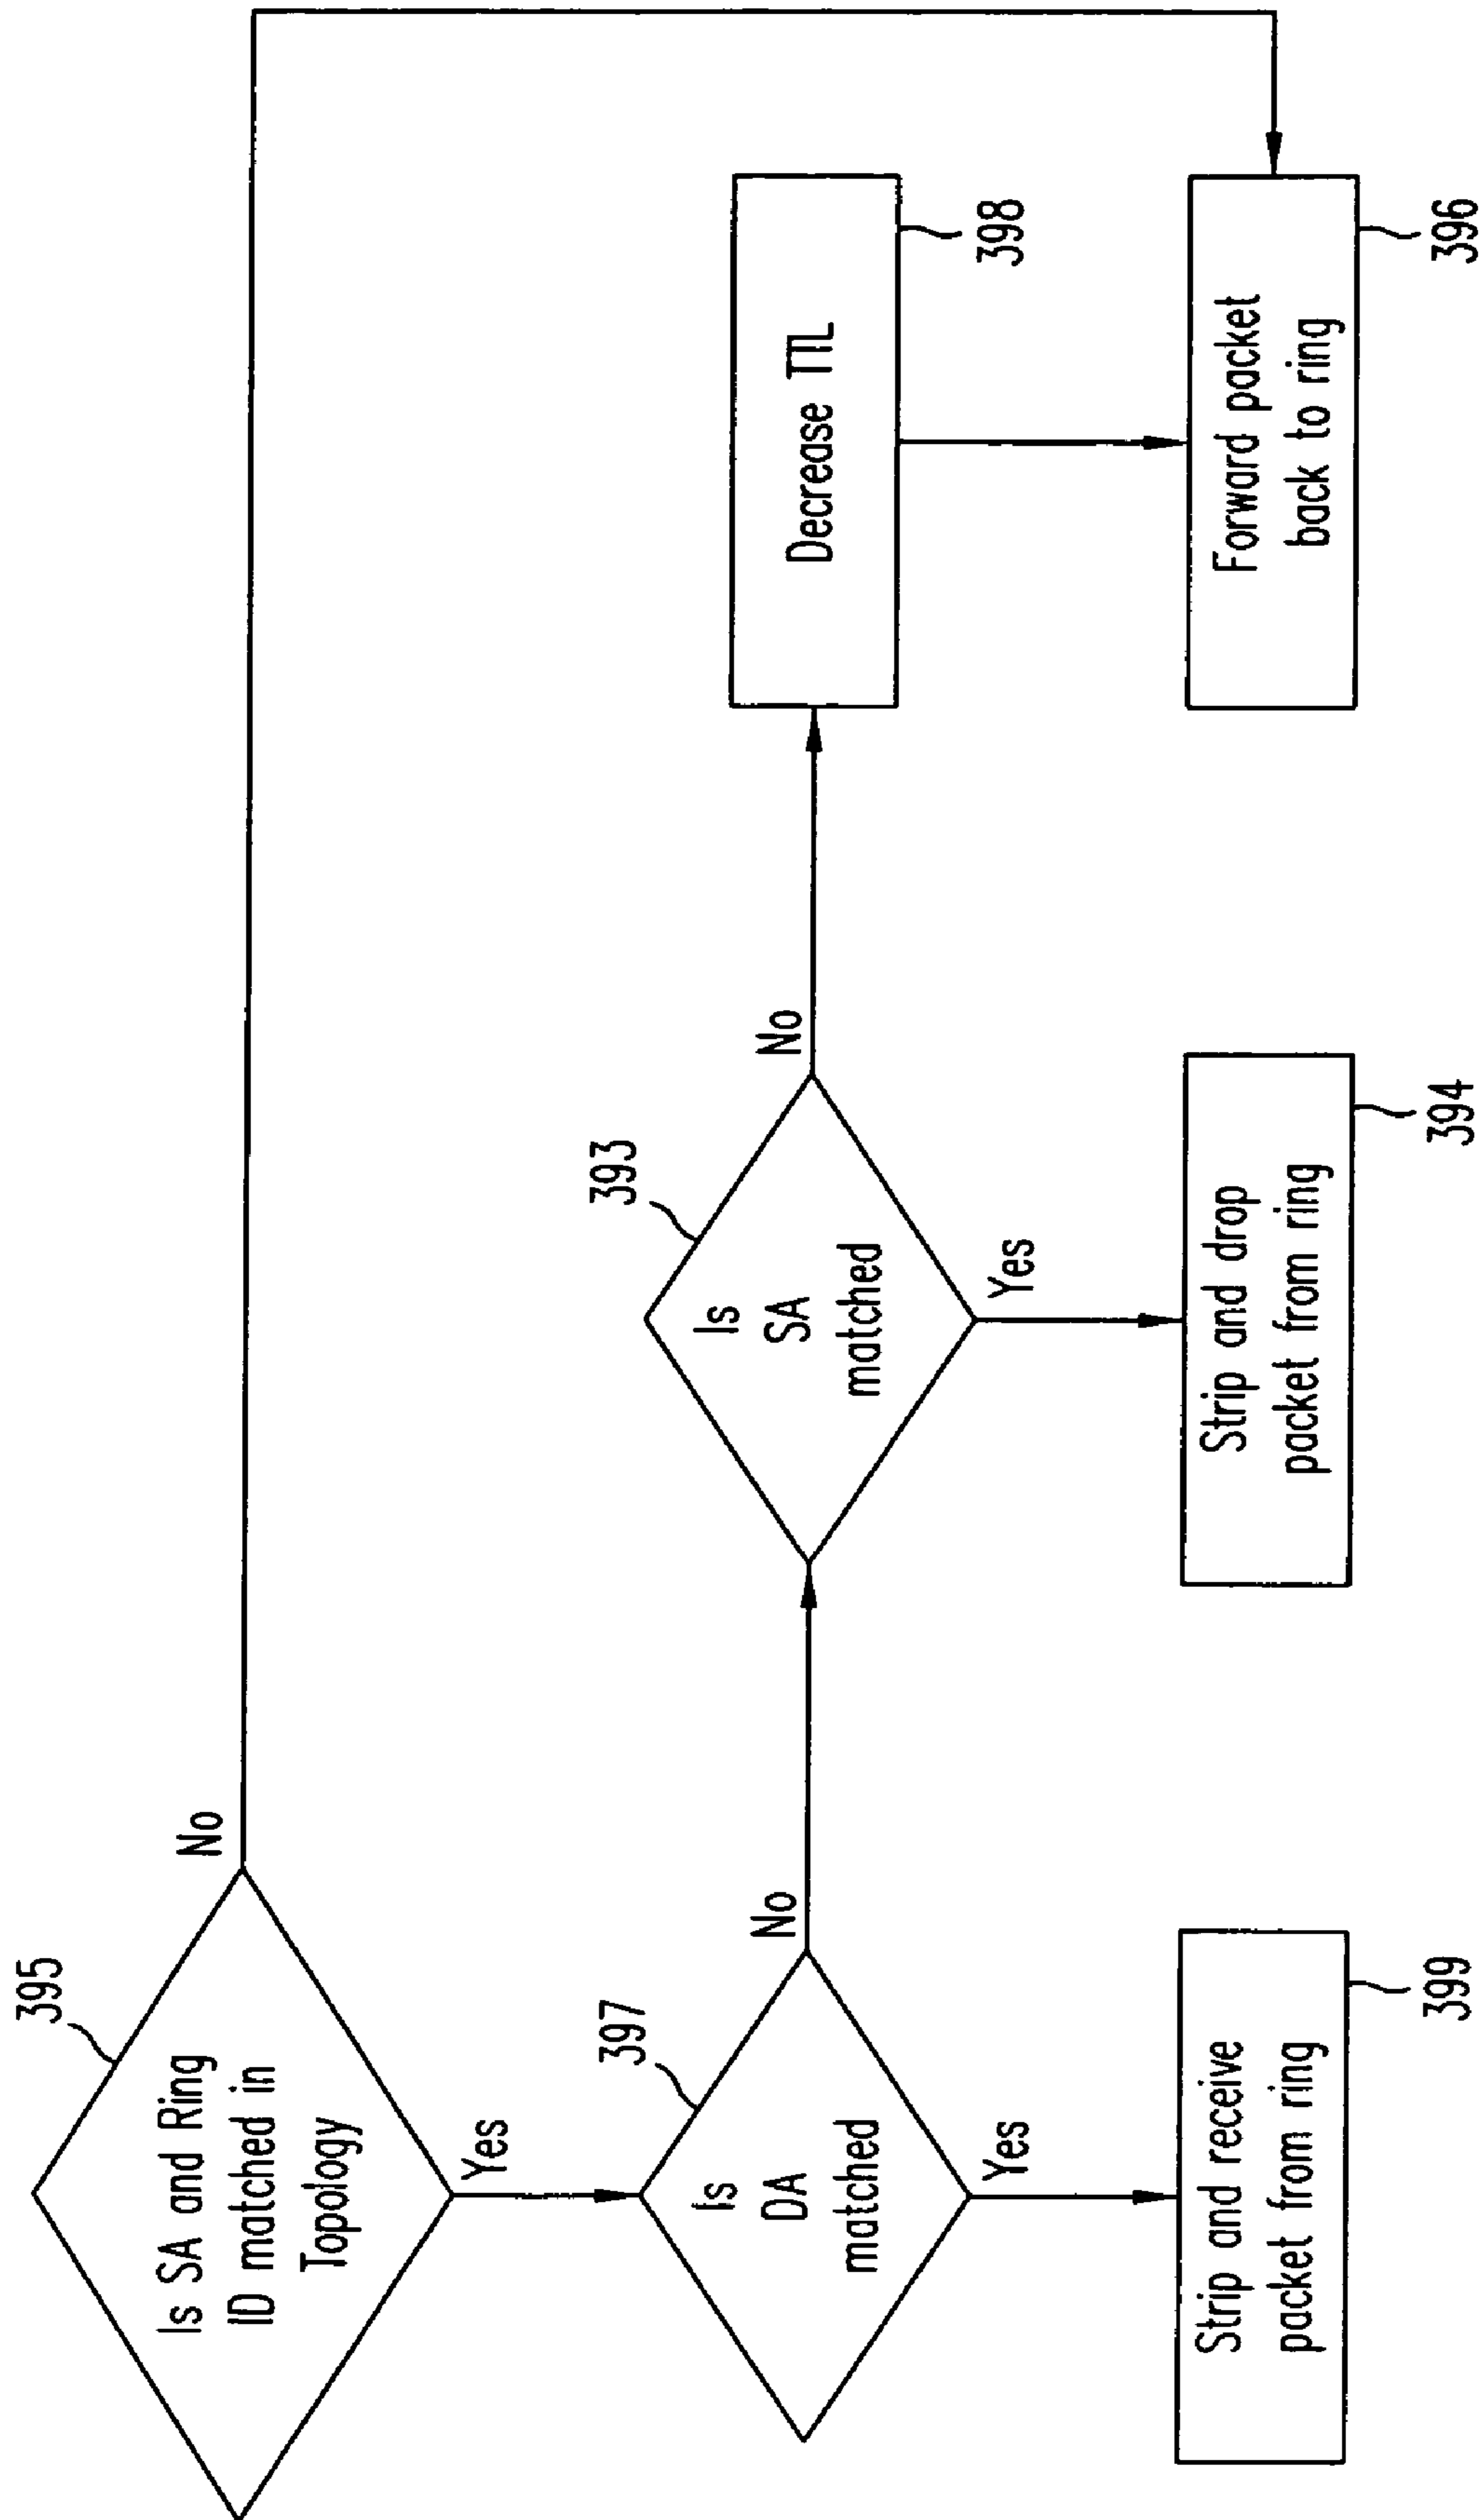 395
Is SA and Ring
ID matched in
Topology
No
Yes
397
Is
DA
matched
No
Yes
393
Is
SA
matched
No
Yes
Decrease TTL
398
Strip and receive
packet from ring
399
Strip and drop
packet from ring
394
Forward packet
back to ring
396